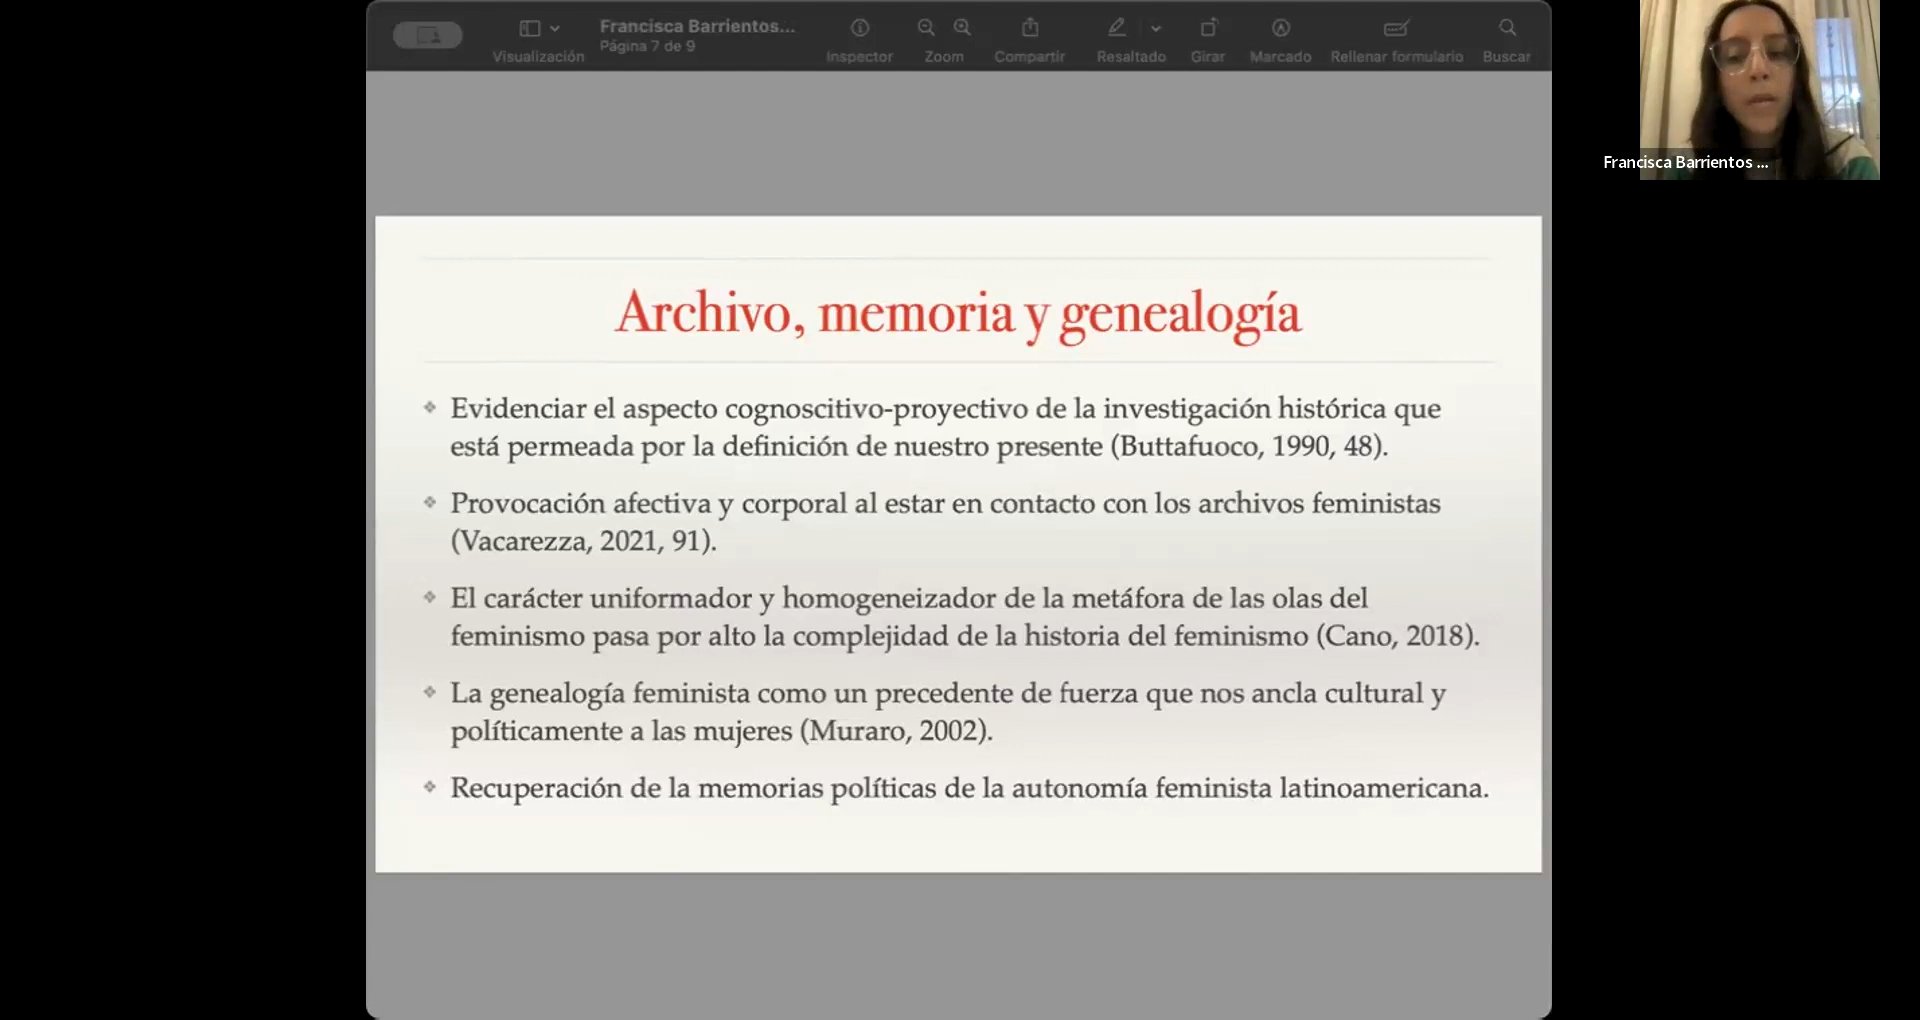 Francisca Barrientos...
Página 7 de 9
Visualización
Inspector
Zoom
Compartir
Resaltado
Girar
Marcado
Rellenar formulario
Buscar
Francisca Barrientos ...
Archivo, memoria y genealogía
Evidenciar el aspecto cognoscitivo-proyectivo de la investigación histórica que
está permeada por la definición de nuestro presente (Buttafuoco, 1990, 48).
Provocación afectiva y corporal al estar en contacto con los archivos feministas
(Vacarezza, 2021, 91).
El carácter uniformador y homogeneizador de la metáfora de las olas del
feminismo pasa por alto la complejidad de la historia del feminismo (Cano, 2018).
La genealogía feminista como un precedente de fuerza que nos ancla cultural y
políticamente a las mujeres (Muraro, 2002).
Recuperación de la memorias políticas de la autonomía feminista latinoamericana.